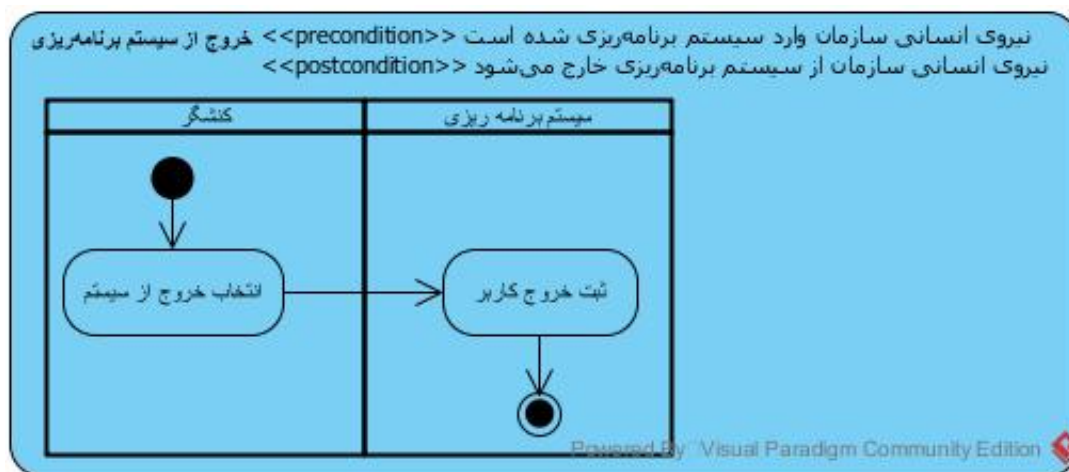 خروج از سیستم برنامه‌ریزی <<precondition>> نیروی انسانی سازمان وارد سیستم برنامه‌ریزی شده است
<<postcondition>> نیروی انسانی سازمان از سیستم برنامه‌ریزی خارج می‌شود
کنشگر
سیستم برنامه ریزی
انتخاب خروج از سیستم
ثبت خروج کاربر
Powered By Visual Paradigm Community Edition